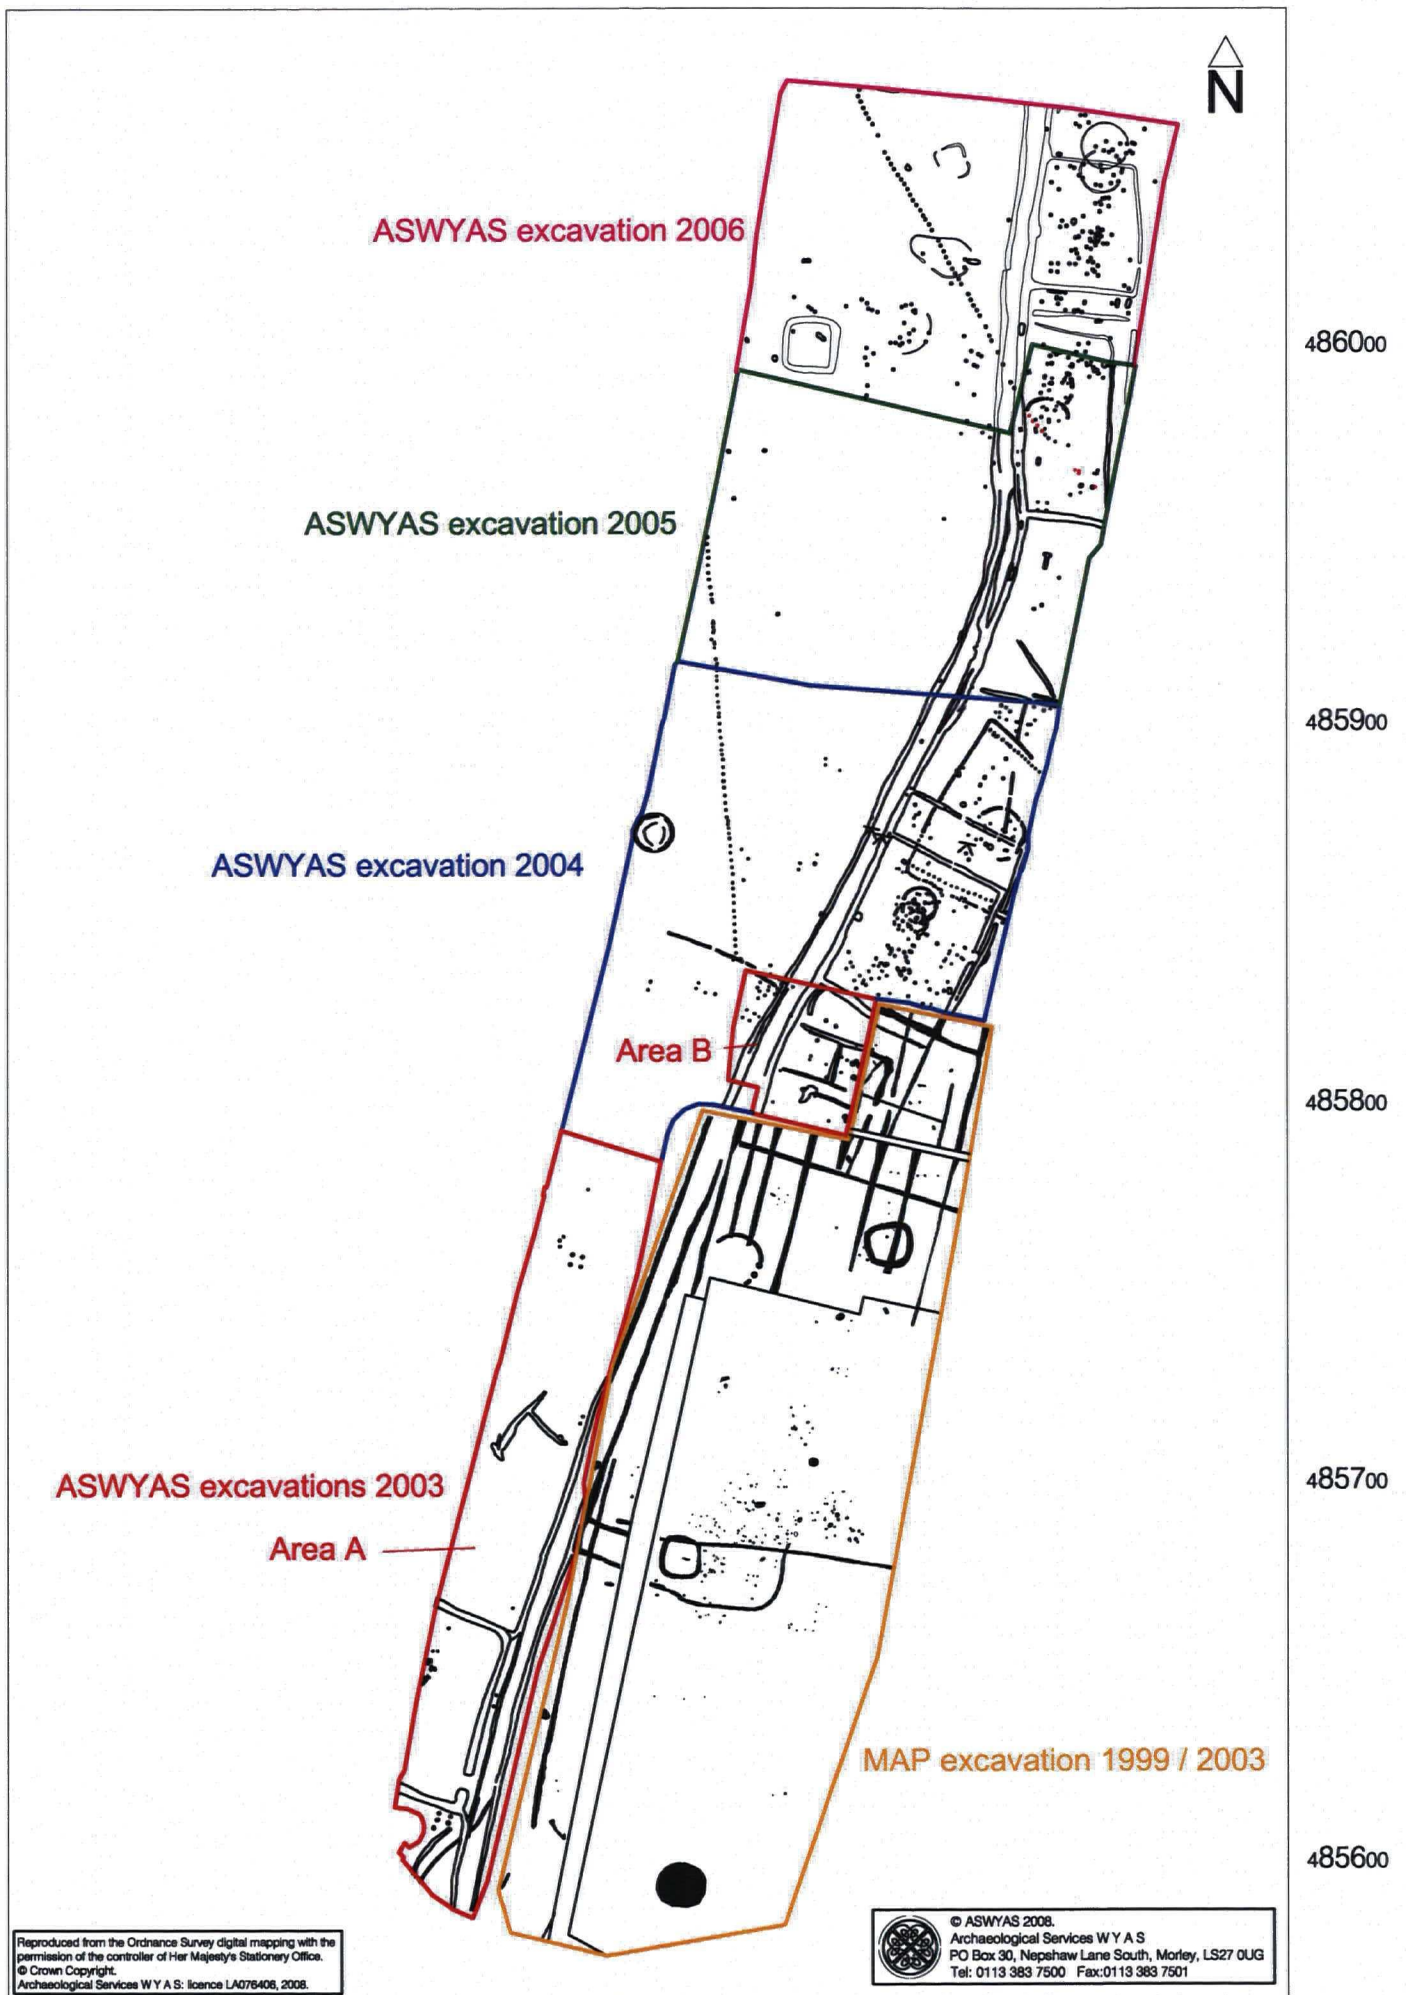 N
ASWYAS excavation 2006
486000
ASWYAS excavation 2005
485900
ASWYAS excavation 2004
Area B
485800
ASWYAS excavations 2003
485700
Area A
MAP excavation 1999 / 2003
485600
Reproduced from the Ordnance Survey digital mapping with the
permission of the controller of Her Majesty's Stationery Office.
© Crown Copyright.
Archaeological Services W Y A S: licence LA076406, 2008.
© ASWYAS 2008.
Archaeological Services W Y A S
PO Box 30, Nepshaw Lane South, Morley, LS27 0UG
Tel: 0113 383 7500 Fax:0113 383 7501